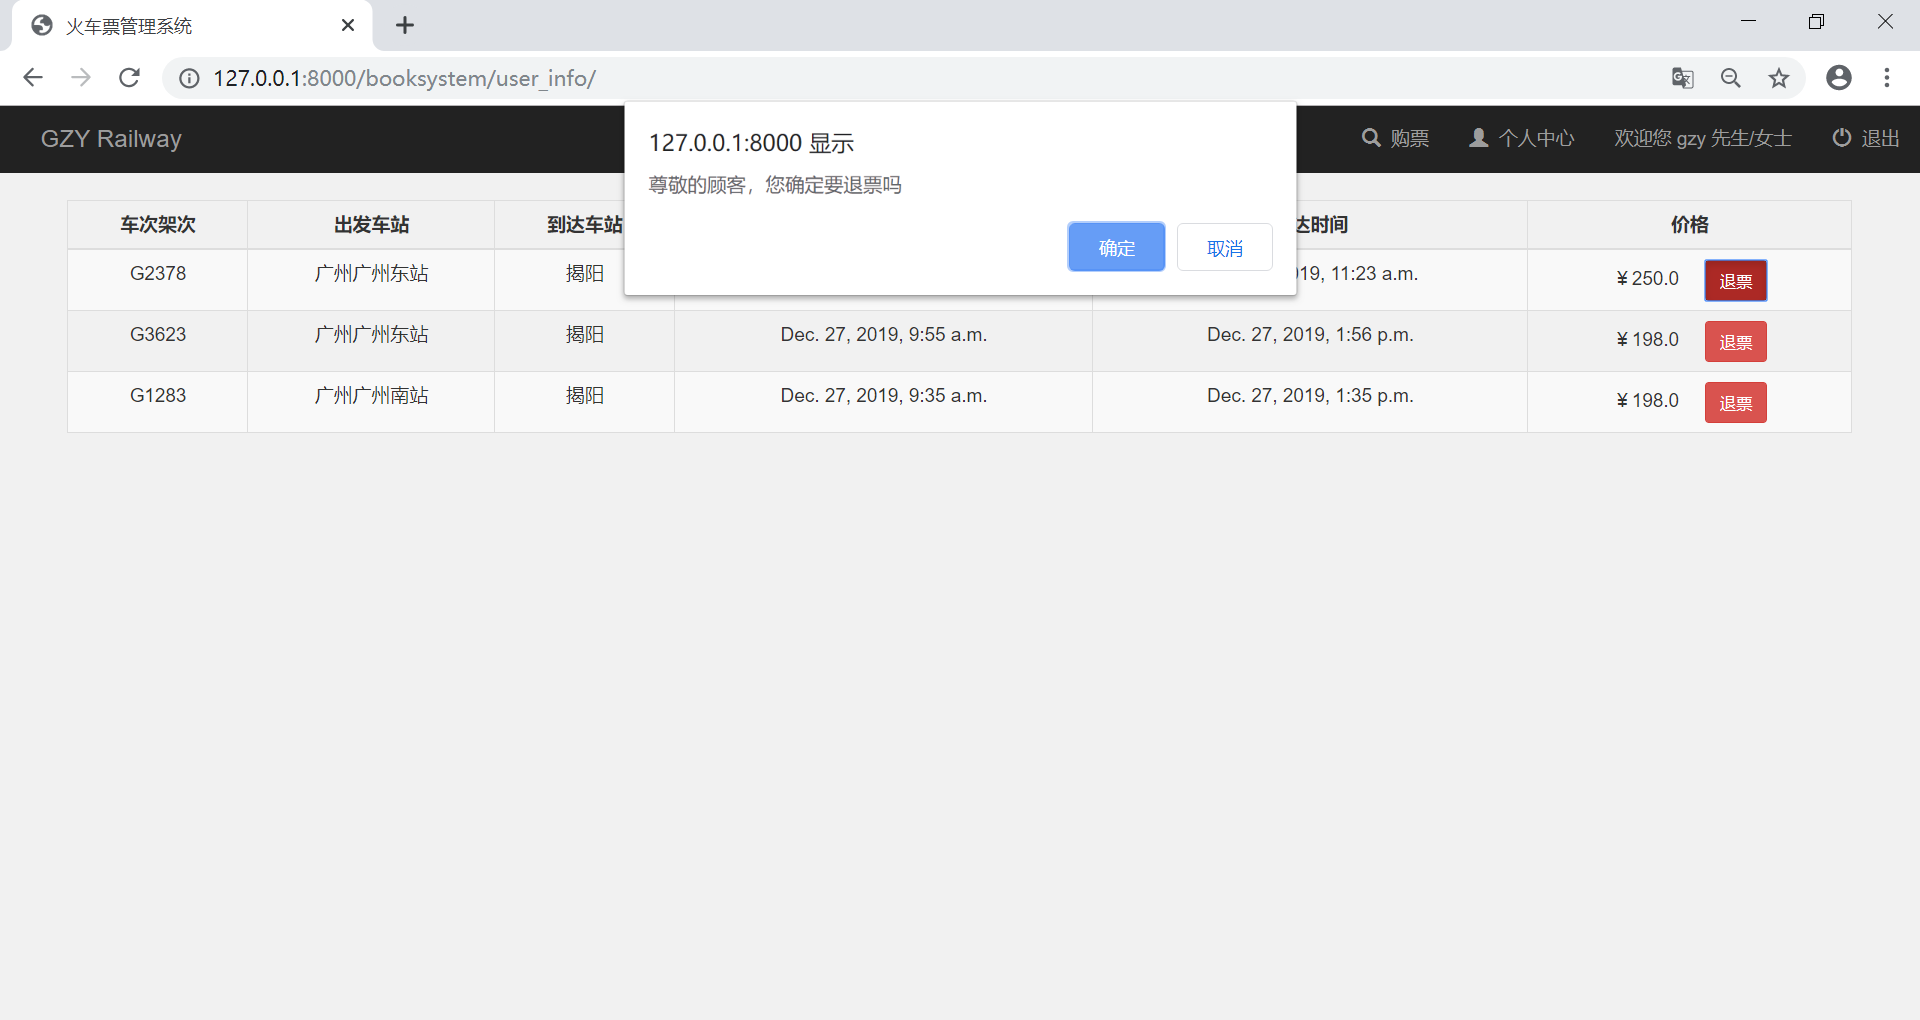 火车票管理系统
127.0.0.1:8000/booksystem/user_info/
GZY Railway
购票
个人中心
欢迎您 gzy 先生/女士
退出
127.0.0.1:8000 显示
尊敬的顾客，您确定要退票吗
确定 取消
车次架次 出发车站 到达车站 达时间 价格
G2378 广州广州东站 揭阳 19, 11:23 a.m. ¥ 250.0 退票
G3623 广州广州东站 揭阳 Dec. 27, 2019, 9:55 a.m. Dec. 27, 2019, 1:56 p.m. ¥ 198.0 退票
G1283 广州广州南站 揭阳 Dec. 27, 2019, 9:35 a.m. Dec. 27, 2019, 1:35 p.m. ¥ 198.0 退票